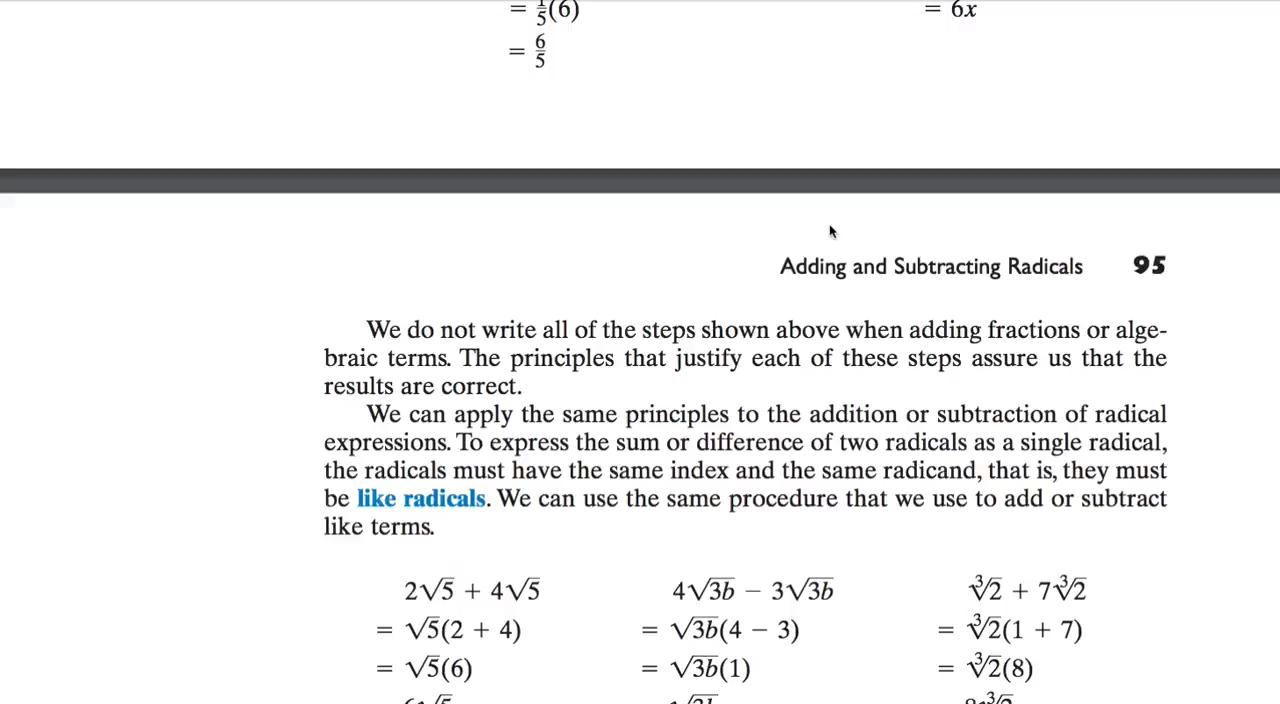 = 1/5(6) = 6x
= 6/5
Adding and Subtracting Radicals 95
We do not write all of the steps shown above when adding fractions or alge-
braic terms. The principles that justify each of these steps assure us that the
results are correct.
We can apply the same principles to the addition or subtraction of radical
expressions. To express the sum or difference of two radicals as a single radical,
the radicals must have the same index and the same radicand, that is, they must
be like radicals. We can use the same procedure that we use to add or subtract
like terms.
2√5 + 4√5 4√3b − 3√3b ∛2 + 7∛2
= √5(2 + 4) = √3b(4 − 3) = ∛2(1 + 7)
= √5(6) = √3b(1) = ∛2(8)